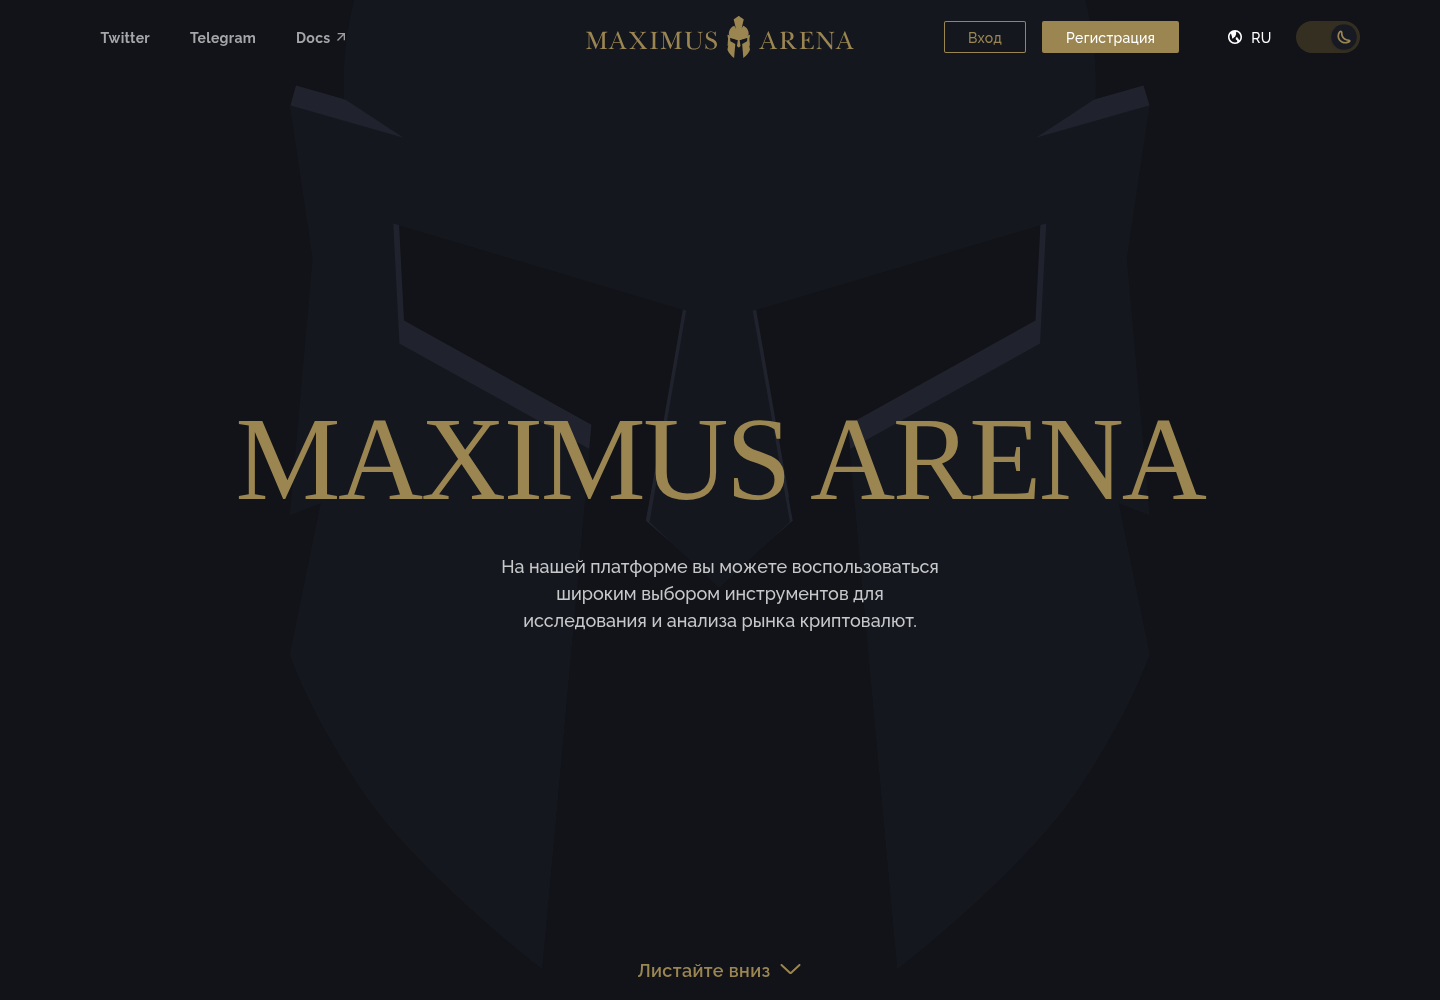 Twitter
Telegram
Docs
MAXIMUS ARENA
Вход
Регистрация
RU
MAXIMUS ARENA
На нашей платформе вы можете воспользоваться
широким выбором инструментов для
исследования и анализа рынка криптовалют.
Листайте вниз